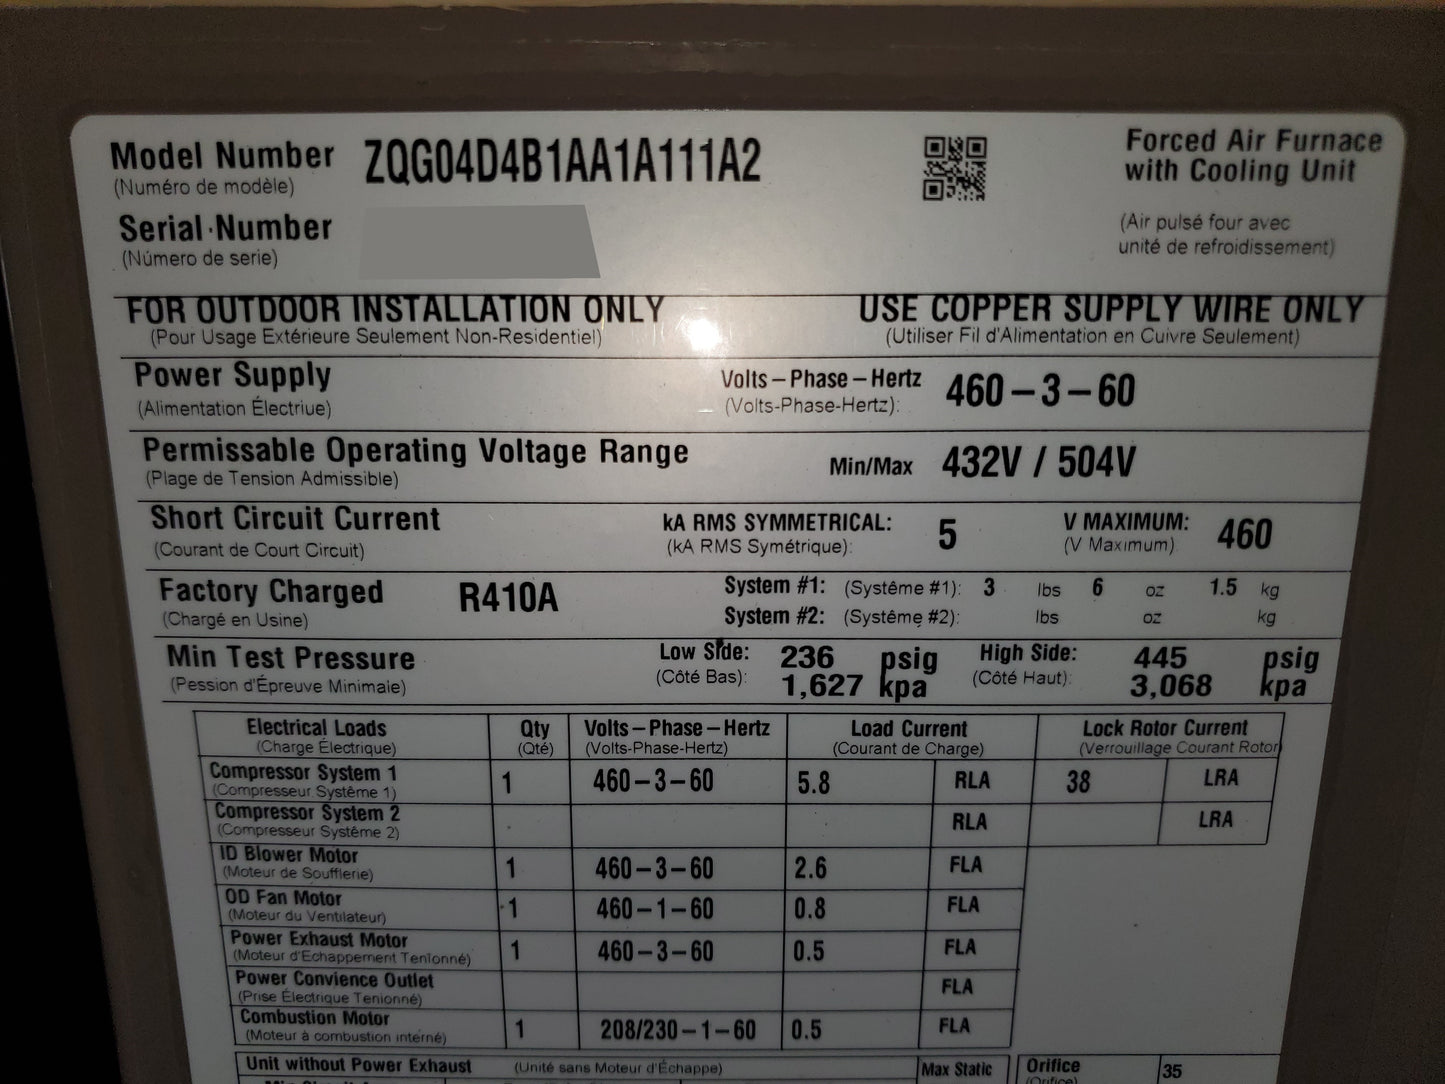 Model Number ZQG04D4B1AA1A111A2 Forced Air Furnace
(Numéro de modèle) with Cooling Unit
Serial Number (Air pulsé four avec
(Número de serie) unité de refroidissement)
FOR OUTDOOR INSTALLATION ONLY USE COPPER SUPPLY WIRE ONLY
(Pour Usage Extérieure Seulement Non-Residentiel) (Utiliser Fil d'Alimentation en Cuivre Seulement)
Power Supply Volts – Phase – Hertz 460 – 3 – 60
(Alimentation Électriue) (Volts-Phase-Hertz):
Permissable Operating Voltage Range Min/Max 432V / 504V
(Plage de Tension Admissible)
Short Circuit Current kA RMS SYMMETRICAL: 5 V MAXIMUM: 460
(Courant de Court Circuit) (kA RMS Symétrique): (V Maximum)
Factory Charged R410A System #1: (Système #1): 3 lbs 6 oz 1.5 kg
(Chargé en Usine) System #2: (Système #2): lbs oz kg
Min Test Pressure Low Side: 236 psig High Side: 445 psig
(Pession d'Épreuve Minimaie) (Côté Bas): 1,627 kpa (Côté Haut): 3,068 kpa
Electrical Loads Qty Volts – Phase – Hertz Load Current Lock Rotor Current
(Charge Électrique) (Qté) (Volts-Phase-Hertz) (Courant de Charge) (Verrouillage Courant Rotor
Compressor System 1 1 460 – 3 – 60 5.8 RLA 38 LRA
(Compresseur Système 1)
Compressor System 2 RLA LRA
(Compresseur Système 2)
ID Blower Motor 1 460 – 3 – 60 2.6 FLA
(Moteur de Soufflerie)
OD Fan Motor 1 460 – 1 – 60 0.8 FLA
(Moteur du Ventilateur)
Power Exhaust Motor 1 460 – 3 – 60 0.5 FLA
(Moteur d'Echappement Tenionné)
Power Convience Outlet FLA
(Prise Électrique Tenionné)
Combustion Motor 1 208/230 – 1 – 60 0.5 FLA
(Moteur à combustion interné)
Unit without Power Exhaust (Unité sans Moteur d'Échappe) Max Static Orifice 35